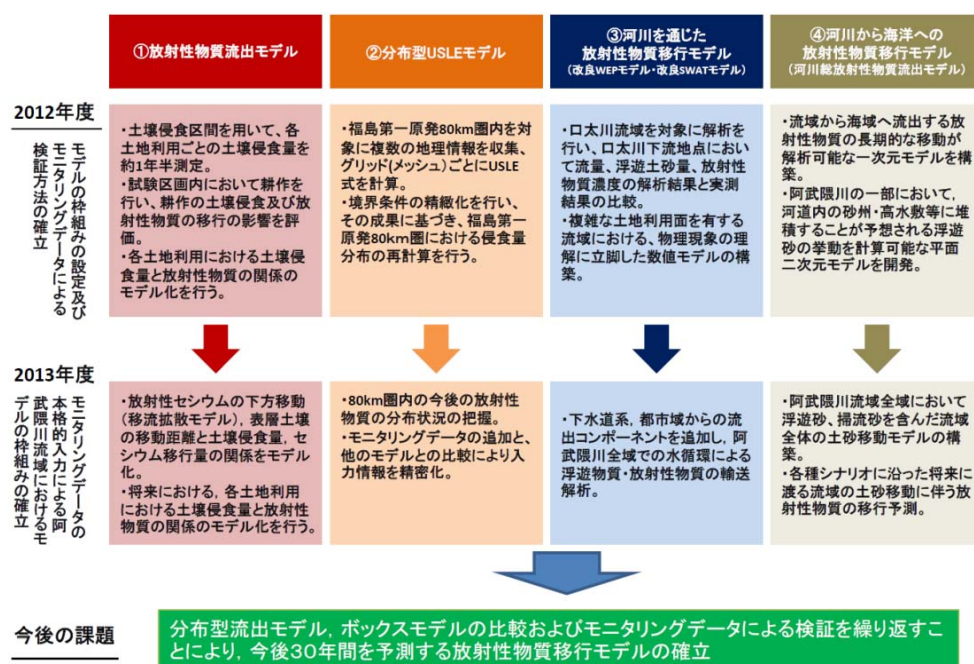 ①放射性物質流出モデル
②分布型USLEモデル
③河川を通じた
放射性物質移行モデル
(改良WEPモデル・改良SWATモデル)
④河川から海洋への
放射性物質移行モデル
(河川総放射性物質流出モデル)
2012年度
モデルの枠組みの設定及び
モニタリングデータによる
検証方法の確立
・土壌侵食区間を用いて、各
土地利用ごとの土壌侵食量を
約1年半測定。
・試験区画内において耕作を
行い、耕作の土壌侵食及び放
射性物質の移行の影響を評
価。
・各土地利用における土壌侵
食量と放射性物質の関係の
モデル化を行う。
・福島第一原発80km圏内を対
象に複数の地理情報を収集、
グリッド(メッシュ)ごとにUSLE
式を計算。
・境界条件の精緻化を行い、
その成果に基づき、福島第一
原発80km圏における侵食量
分布の再計算を行う。
・口太川流域を対象に解析を
行い、口太川下流地点におい
て流量、浮遊土砂量、放射性
物質濃度の解析結果と実測
結果の比較。
・複雑な土地利用面を有する
流域における、物理現象の理
解に立脚した数値モデルの構
築。
・流域から海域へ流出する放
射性物質の長期的な移動が
解析可能な一次元モデルを構
築。
・阿武隈川の一部において,
河道内の砂州・高水敷等に堆
積することが予想される浮遊
砂の挙動を計算可能な平面
二次元モデルを開発。
2013年度
モニタリングデータの
本格的入力による阿
武隈川流域におけるモ
デルの枠組みの確立
・放射性セシウムの下方移動
(移流拡散モデル), 表層土壌
の移動距離と土壌侵食量, セ
シウム移行量の関係をモデル
化。
・将来における, 各土地利用
における土壌侵食量と放射性
物質の関係のモデル化を行う。
・80km圏内の今後の放射性
物質の分布状況の把握。
・モニタリングデータの追加と、
他のモデルとの比較により入
力情報を精密化。
・下水道系、都市域からの流
出コンポーネントを追加し, 阿
武隈川全域での水循環による
浮遊物質・放射性物質の輸送
解析。
・阿武隈川流域全域において
浮遊砂、掃流砂を含んだ流域
全体の土砂移動モデルの構
築。
・各種シナリオに沿った将来に
渡る流域の土砂移動に伴う放
射性物質の移行予測。
今後の課題
分布型流出モデル, ボックスモデルの比較およびモニタリングデータによる検証を繰り返すこ
とにより, 今後30年間を予測する放射性物質移行モデルの確立